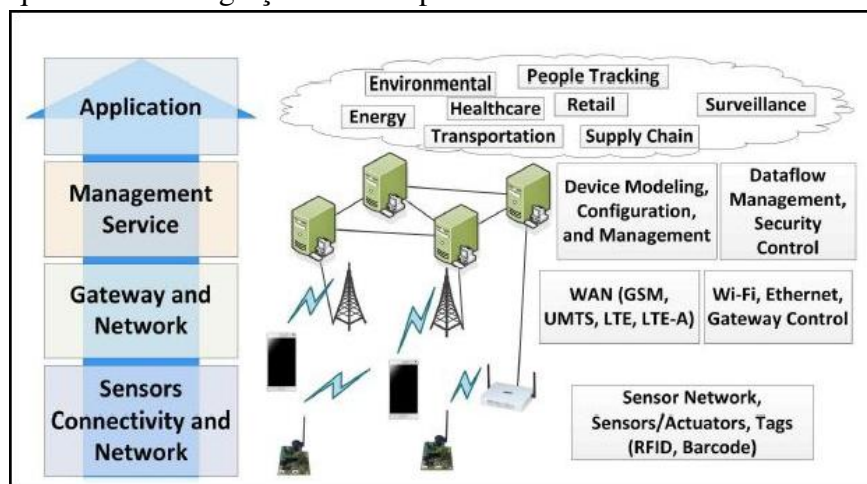 Application
Environmental
People Tracking
Energy
Healthcare
Retail
Surveillance
Transportation
Supply Chain
Management
Service
Device Modeling,
Configuration,
and Management
Dataflow
Management,
Security
Control
Gateway and
Network
WAN (GSM,
UMTS, LTE, LTE-A)
Wi-Fi, Ethernet,
Gateway Control
Sensors
Connectivity and
Network
Sensor Network,
Sensors/Actuators, Tags
(RFID, Barcode)